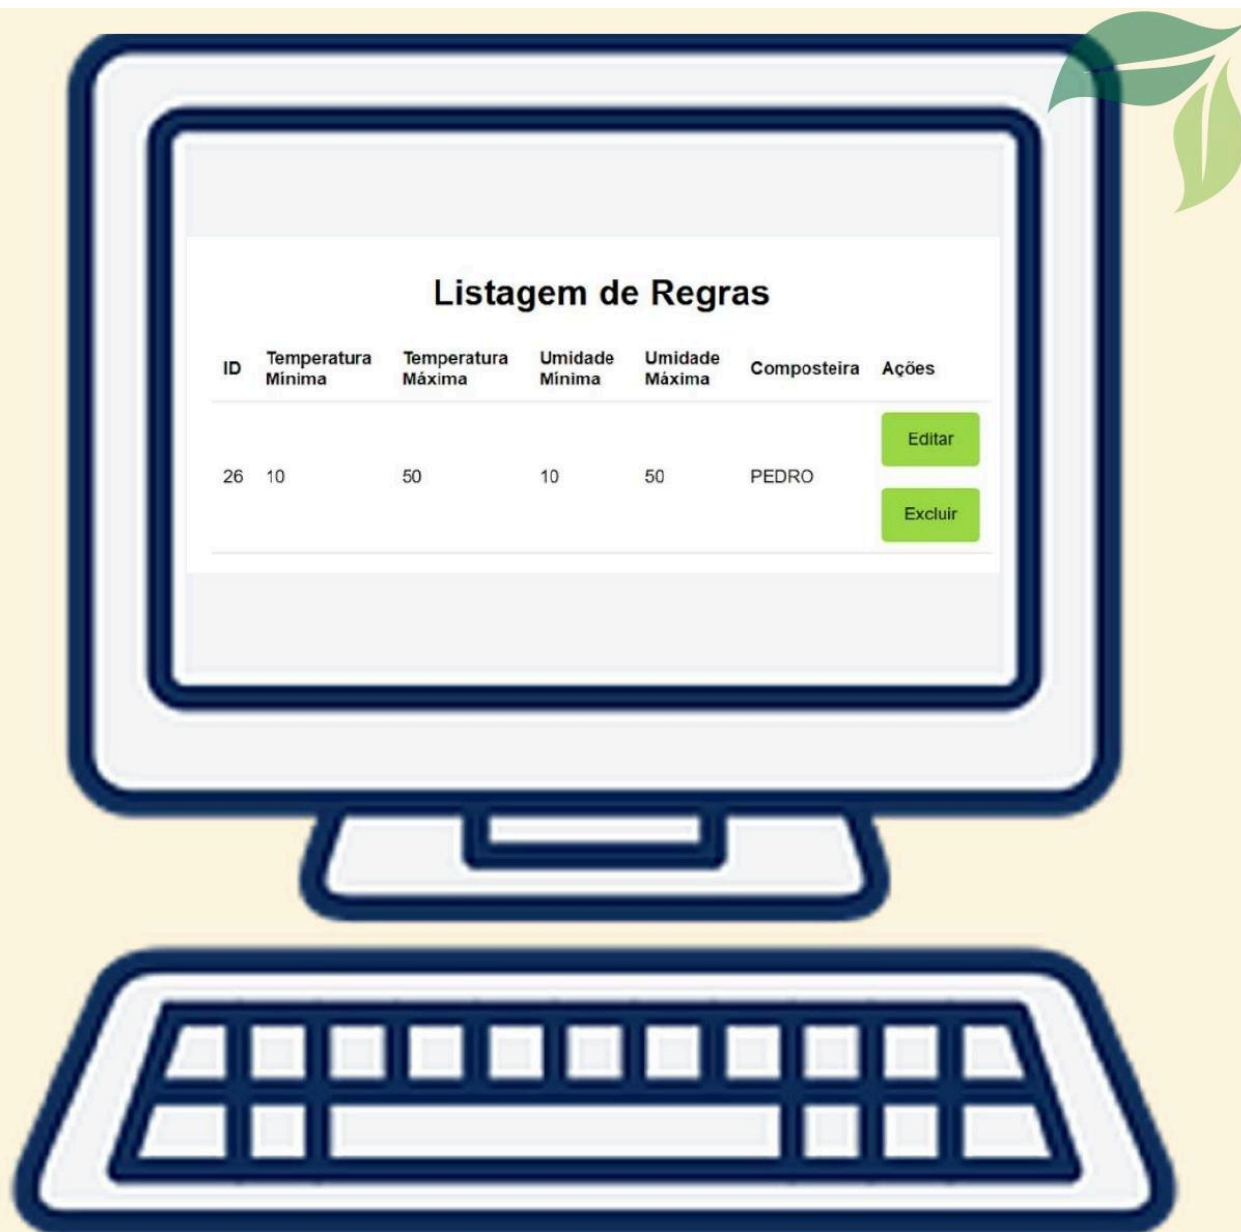 Listagem de Regras
ID Temperatura Mínima Temperatura Máxima Umidade Mínima Umidade Máxima Composteira Ações
26 10 50 10 50 PEDRO Editar
Excluir